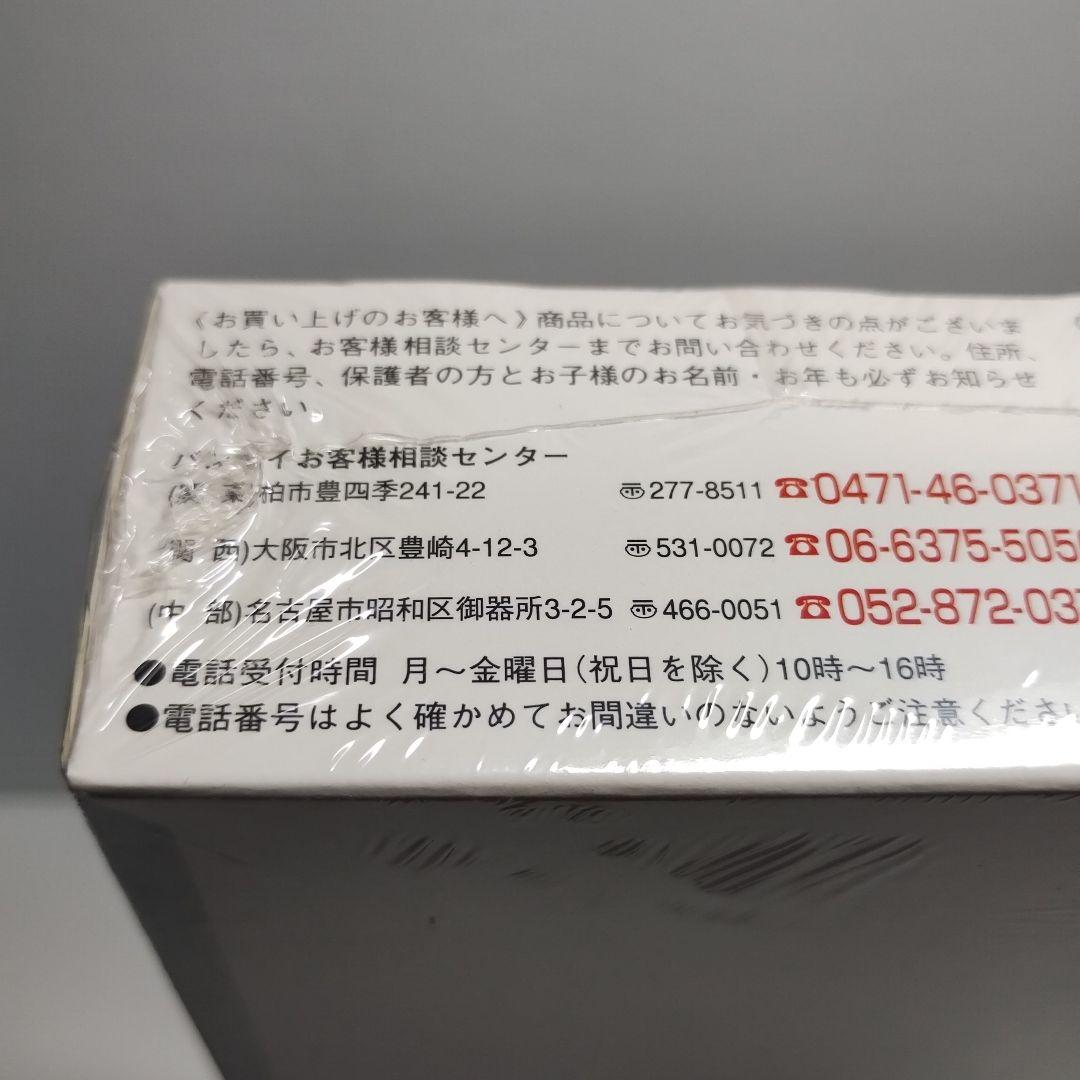 《お買い上げのお客様へ》商品についてお気づきの点がございま
したら、お客様相談センターまでお問い合わせください。住所、
電話番号、保護者の方とお子様のお名前・お年も必ずお知らせ
ください。
バンダイお客様相談センター
柏市豊四季241-22 〠277-8511 ☎0471-46-0371
(関 西)大阪市北区豊崎4-12-3 〠531-0072 ☎06-6375-505
(中 部)名古屋市昭和区御器所3-2-5 〠466-0051 ☎052-872-03
●電話受付時間 月～金曜日(祝日を除く)10時～16時
●電話番号はよく確かめてお間違いのないようご注意くださ